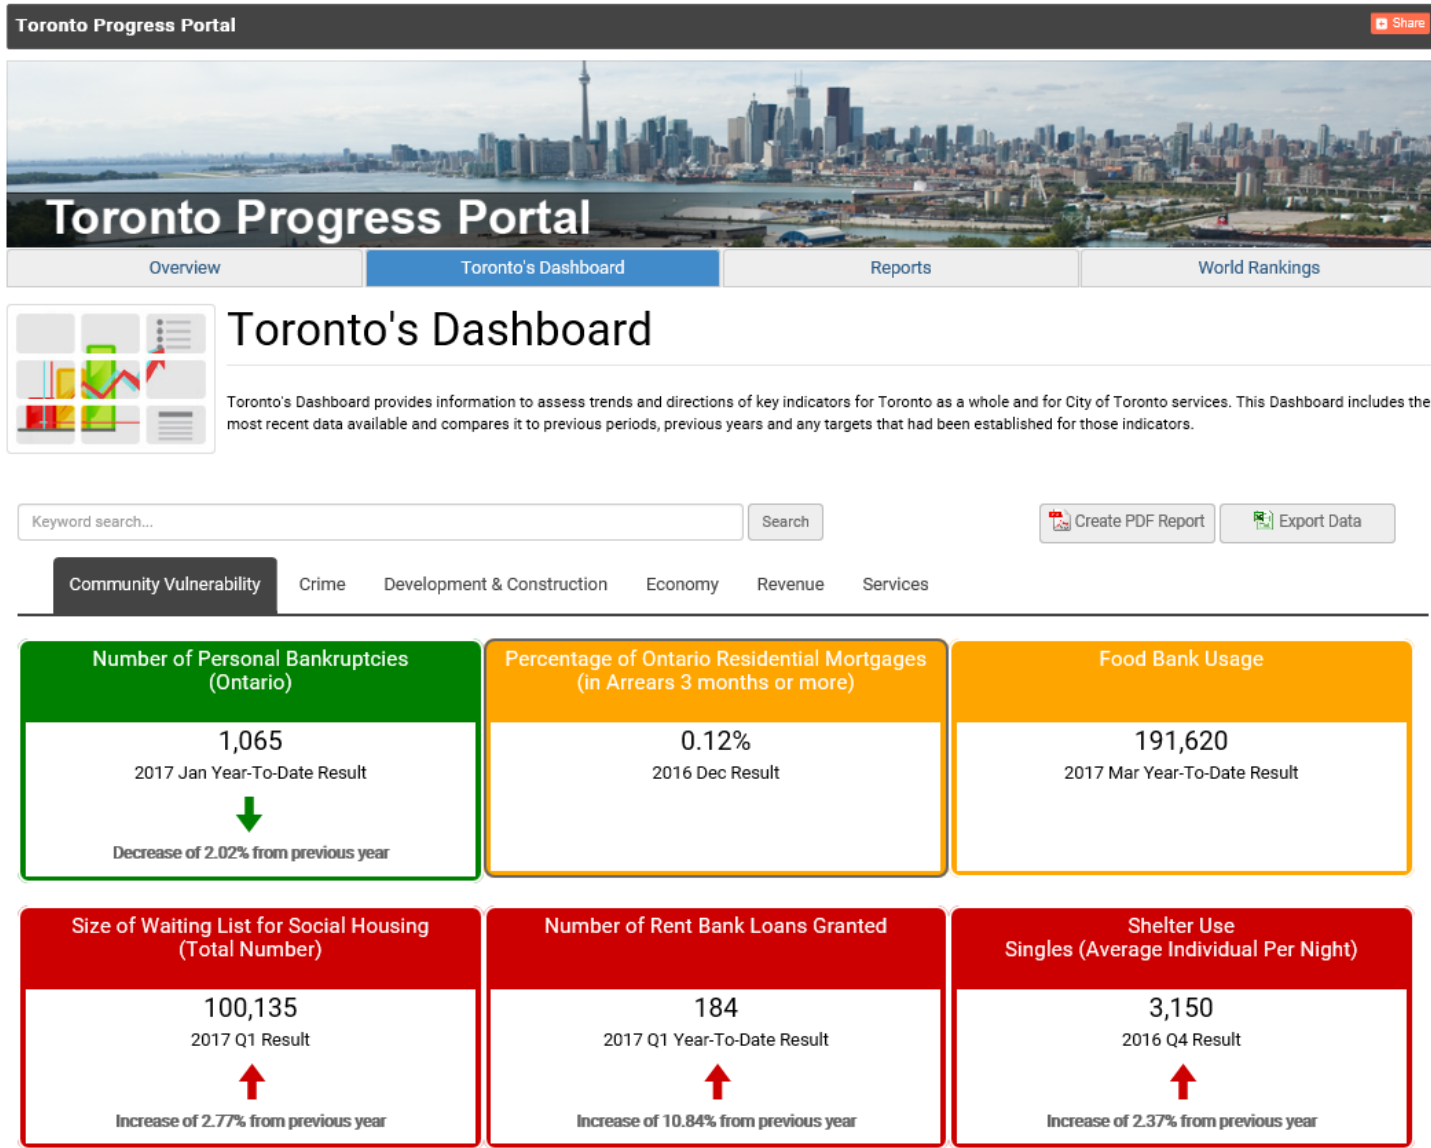 Toronto Progress Portal
Share
Toronto Progress Portal
Overview
Toronto's Dashboard
Reports
World Rankings
Toronto's Dashboard
Toronto's Dashboard provides information to assess trends and directions of key indicators for Toronto as a whole and for City of Toronto services. This Dashboard includes the
most recent data available and compares it to previous periods, previous years and any targets that had been established for those indicators.
Keyword search...
Search
Create PDF Report
Export Data
Community Vulnerability
Crime
Development & Construction
Economy
Revenue
Services
Number of Personal Bankruptcies
(Ontario)
1,065
2017 Jan Year-To-Date Result
Decrease of 2.02% from previous year
Percentage of Ontario Residential Mortgages
(in Arrears 3 months or more)
0.12%
2016 Dec Result
Food Bank Usage
191,620
2017 Mar Year-To-Date Result
Size of Waiting List for Social Housing
(Total Number)
100,135
2017 Q1 Result
Increase of 2.77% from previous year
Number of Rent Bank Loans Granted
184
2017 Q1 Year-To-Date Result
Increase of 10.84% from previous year
Shelter Use
Singles (Average Individual Per Night)
3,150
2016 Q4 Result
Increase of 2.37% from previous year